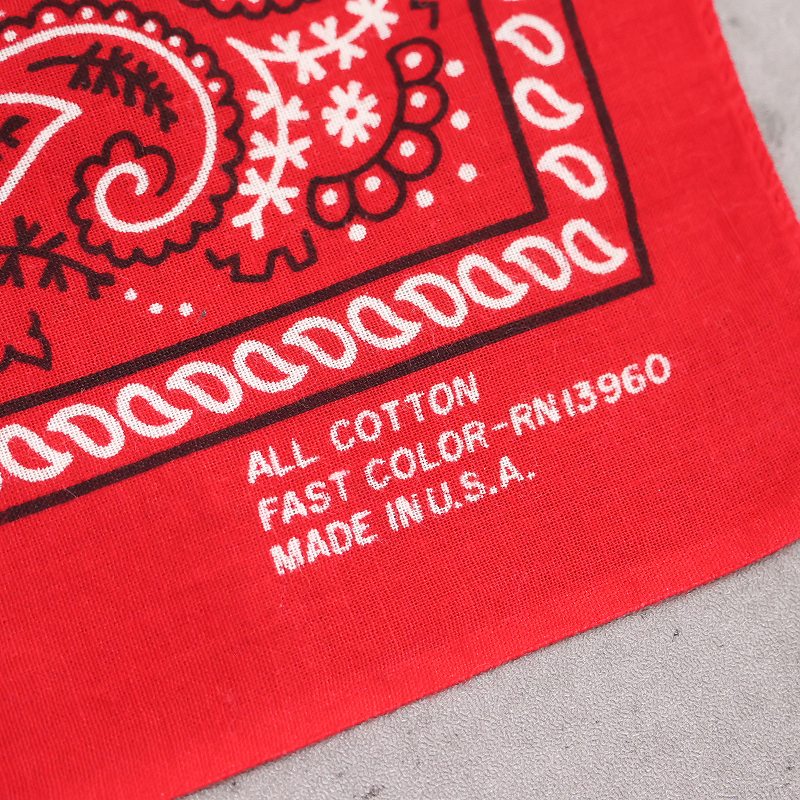 ALL COTTON
FAST COLOR-RN13960
MADE IN U.S.A.